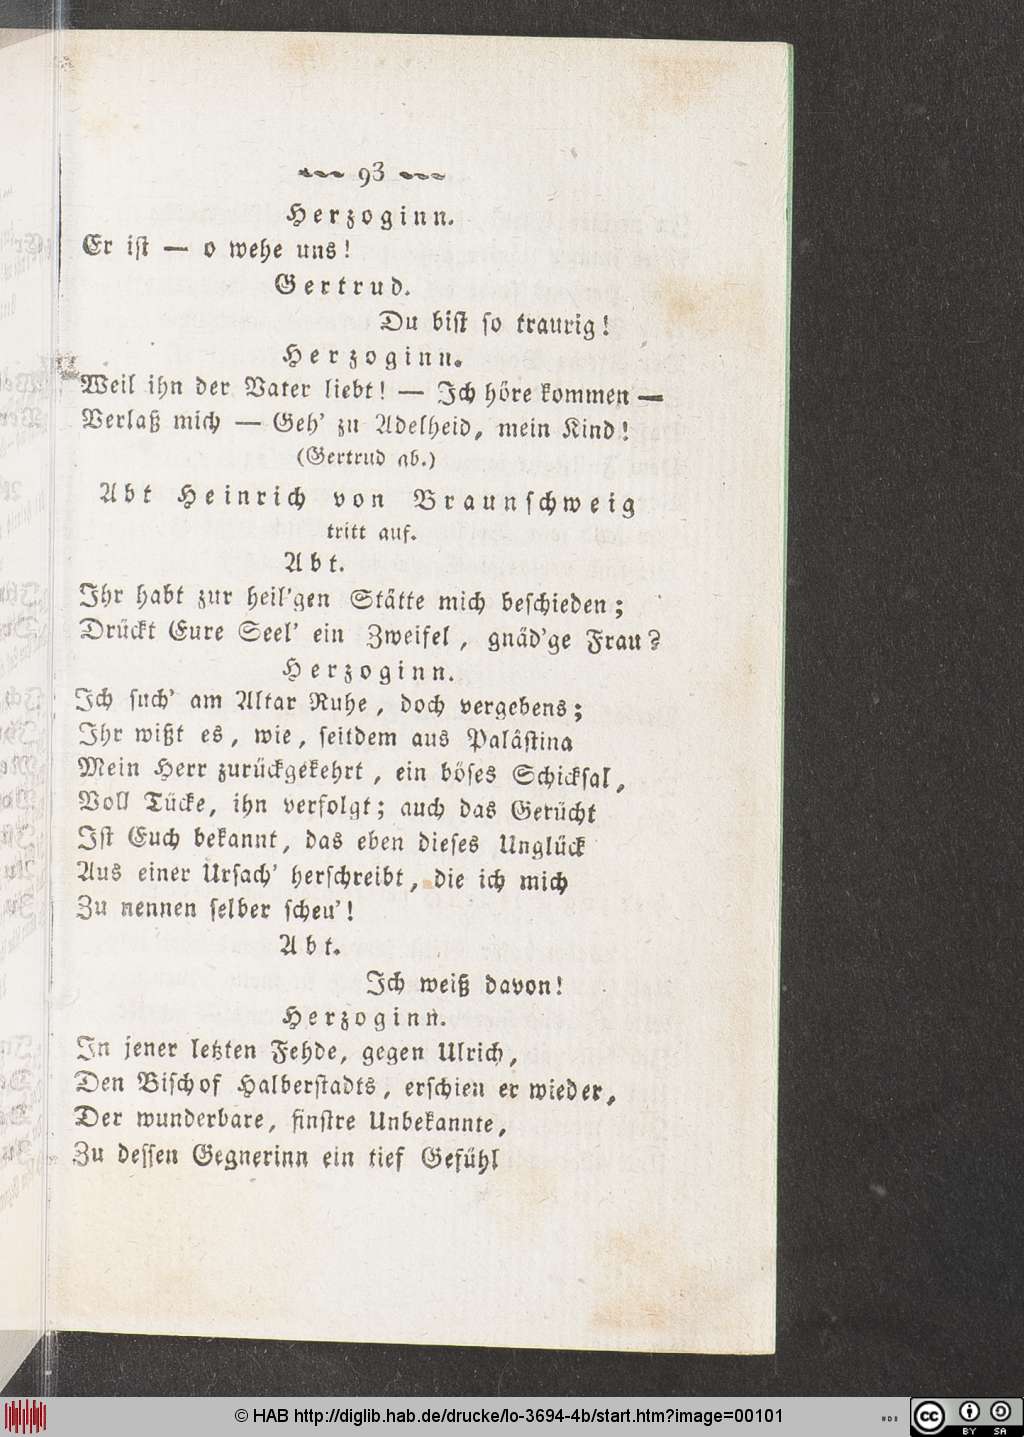 93
Herzoginn.
Er ist — o wehe uns!
Gertrud.
Du bist so traurig!
Herzoginn.
Weil ihn der Vater liebt! — Ich höre kommen —
Verlaß mich — Geh’ zu Adelheid, mein Kind!
(Gertrud ab.)
Abt Heinrich von Braunschweig
tritt auf.
Abt.
Ihr habt zur heil’gen Stätte mich beschieden;
Drückt Eure Seel’ ein Zweifel, gnäd’ge Frau?
Herzoginn.
Ich such’ am Altar Ruhe, doch vergebens;
Ihr wißt es, wie, seitdem aus Palästina
Mein Herr zurückgekehrt, ein böses Schicksal,
Voll Tücke, ihn verfolgt; auch das Gerücht
Ist Euch bekannt, das eben dieses Unglück
Aus einer Ursach’ herschreibt, die ich mich
Zu nennen selber scheu’!
Abt.
Ich weiß davon!
Herzoginn.
In jener letzten Fehde, gegen Ulrich,
Den Bischof Halberstadts, erschien er wieder,
Der wunderbare, finstre Unbekannte,
Zu dessen Gegnerinn ein tief Gefühl
© HAB http://diglib.hab.de/drucke/lo-3694-4b/start.htm?image=00101
cc BY SA